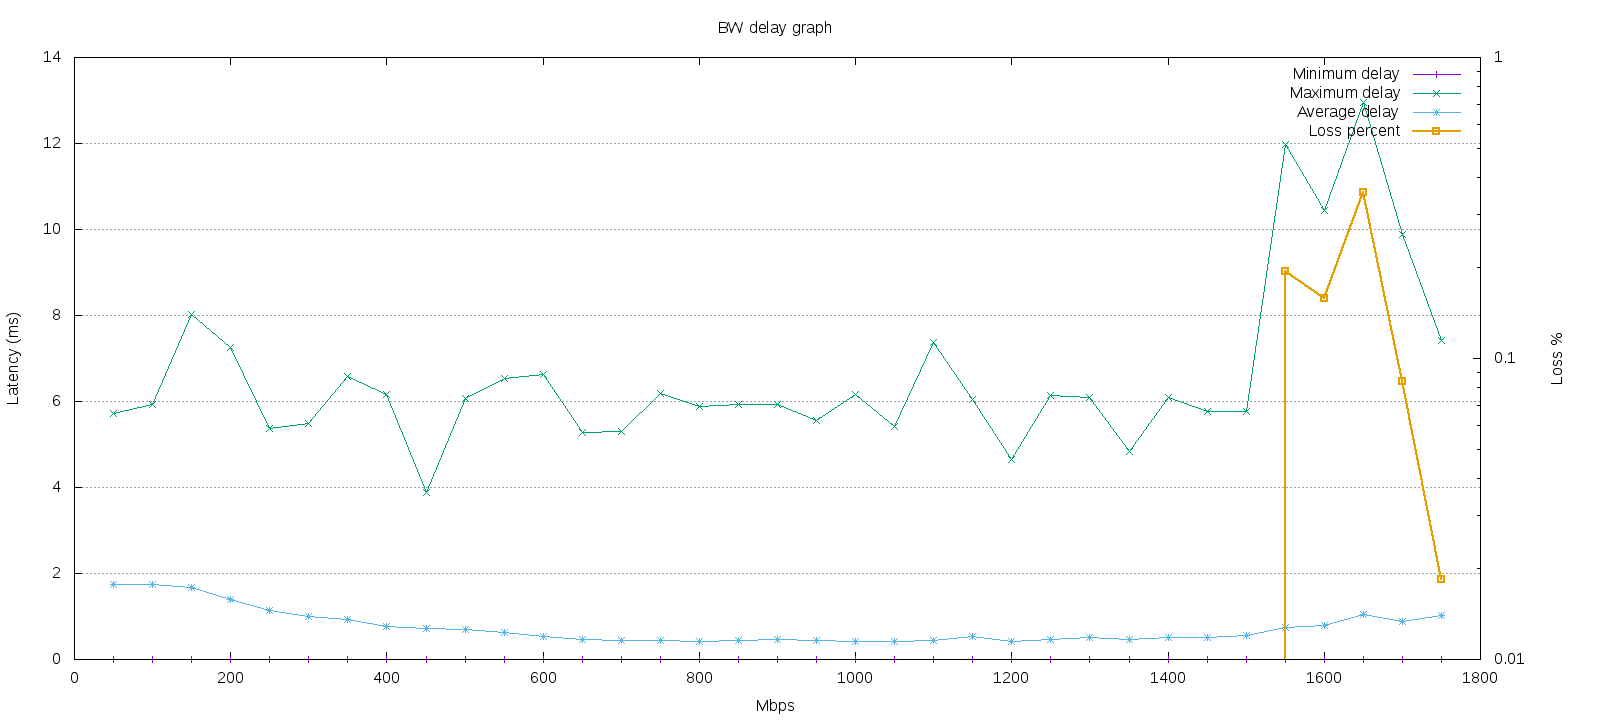 BW delay graph
14
12
10
8
6
4
2
0
Latency (ms)
1
0.1
0.01
Loss %
Minimum delay
Maximum delay
Average delay
Loss percent
0 200 400 600 800 1000 1200 1400 1600 1800
Mbps